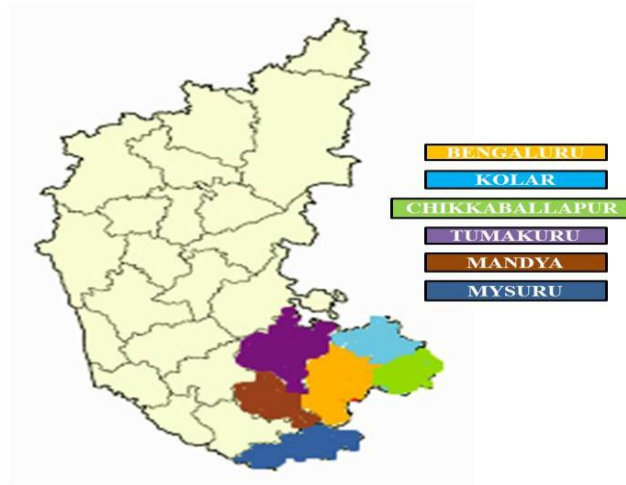 BENGALURU
KOLAR
CHIKKABALLAPUR
TUMAKURU
MANDYA
MYSURU